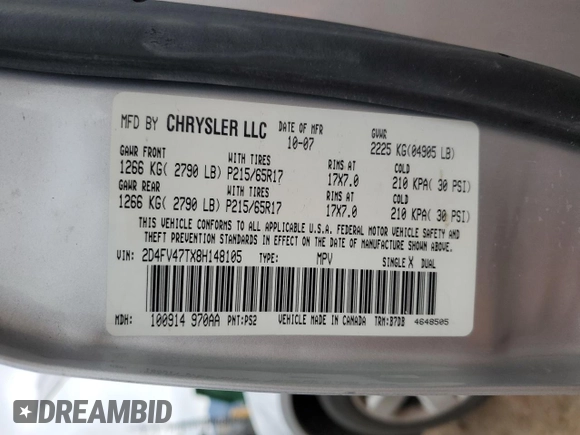 MFD BY CHRYSLER LLC DATE OF MFR 10-07 GVWR 2225 KG(04905 LB)
GAWR FRONT WITH TIRES RIMS AT COLD
1266 KG( 2790 LB) P215/65R17 17X7.0 210 KPA( 30 PSI)
GAWR REAR WITH TIRES RIMS AT COLD
1266 KG( 2790 LB) P215/65R17 17X7.0 210 KPA( 30 PSI)
THIS VEHICLE CONFORMS TO ALL APPLICABLE U.S.A. FEDERAL MOTOR VEHICLE SAFETY AND
THEFT PREVENTION STANDARDS IN EFFECT ON THE DATE OF MANUFACTURE SHOWN ABOVE.
VIN: 2D4FV47TX8H148105 TYPE: MPV SINGLE X DUAL
MDH: 100914 970AA PNT:PS2 VEHICLE MADE IN CANADA TRM:B7DB 4648505
DREAMBID